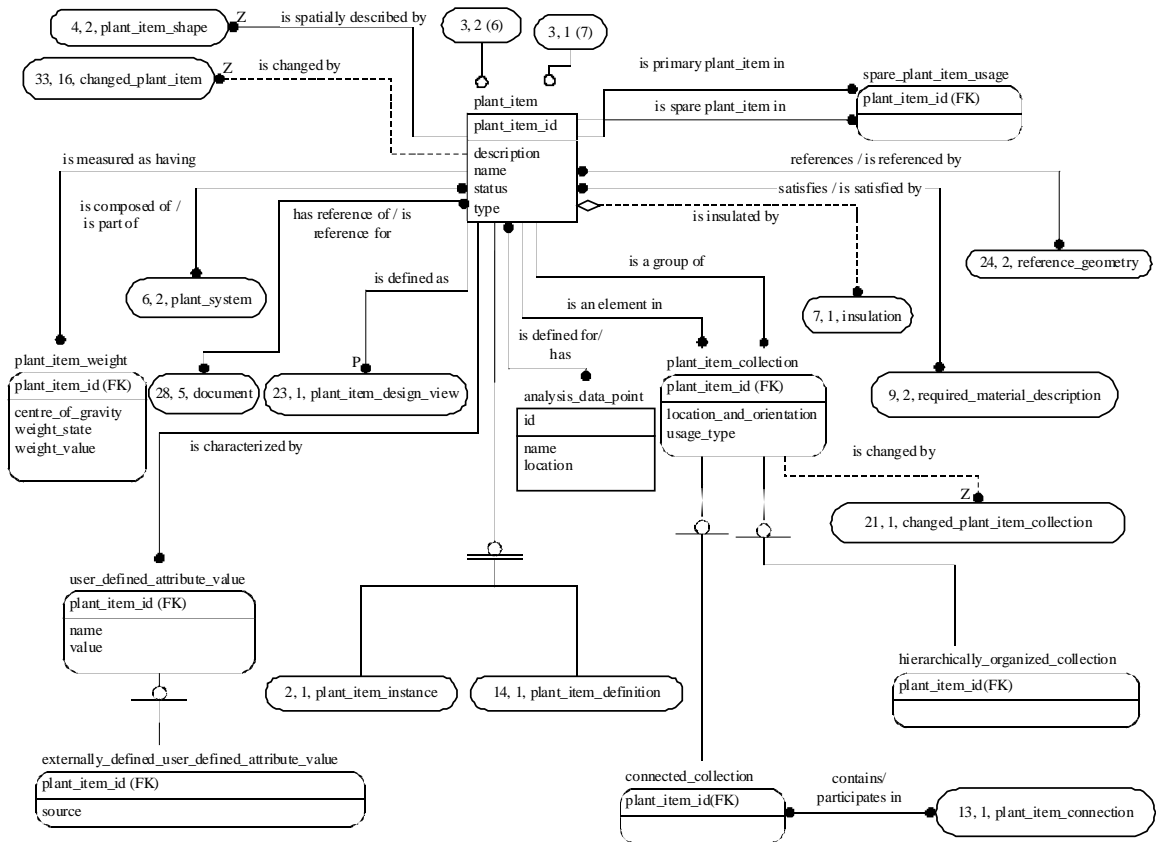 4, 2, plant_item_shape
Z
is spatially described by
3, 2 (6)
3, 1 (7)
33, 16, changed_plant_item
Z
is changed by
is primary plant_item in
spare_plant_item_usage
plant_item_id (FK)
is spare plant_item in
plant_item
plant_item_id
description
name
status
type
is measured as having
references / is referenced by
satisfies / is satisfied by
is composed of /
is part of
has reference of / is
reference for
is insulated by
is a group of
24, 2, reference_geometry
is defined as
6, 2, plant_system
is an element in
7, 1, insulation
is defined for/
has
plant_item_weight
plant_item_id (FK)
centre_of_gravity
weight_state
weight_value
28, 5, document
P
23, 1, plant_item_design_view
analysis_data_point
id
name
location
plant_item_collection
plant_item_id (FK)
location_and_orientation
usage_type
9, 2, required_material_description
is characterized by
is changed by
Z
21, 1, changed_plant_item_collection
user_defined_attribute_value
plant_item_id (FK)
name
value
2, 1, plant_item_instance
14, 1, plant_item_definition
hierarchically_organized_collection
plant_item_id(FK)
externally_defined_user_defined_attribute_value
plant_item_id (FK)
source
connected_collection
plant_item_id(FK)
contains/
participates in
13, 1, plant_item_connection